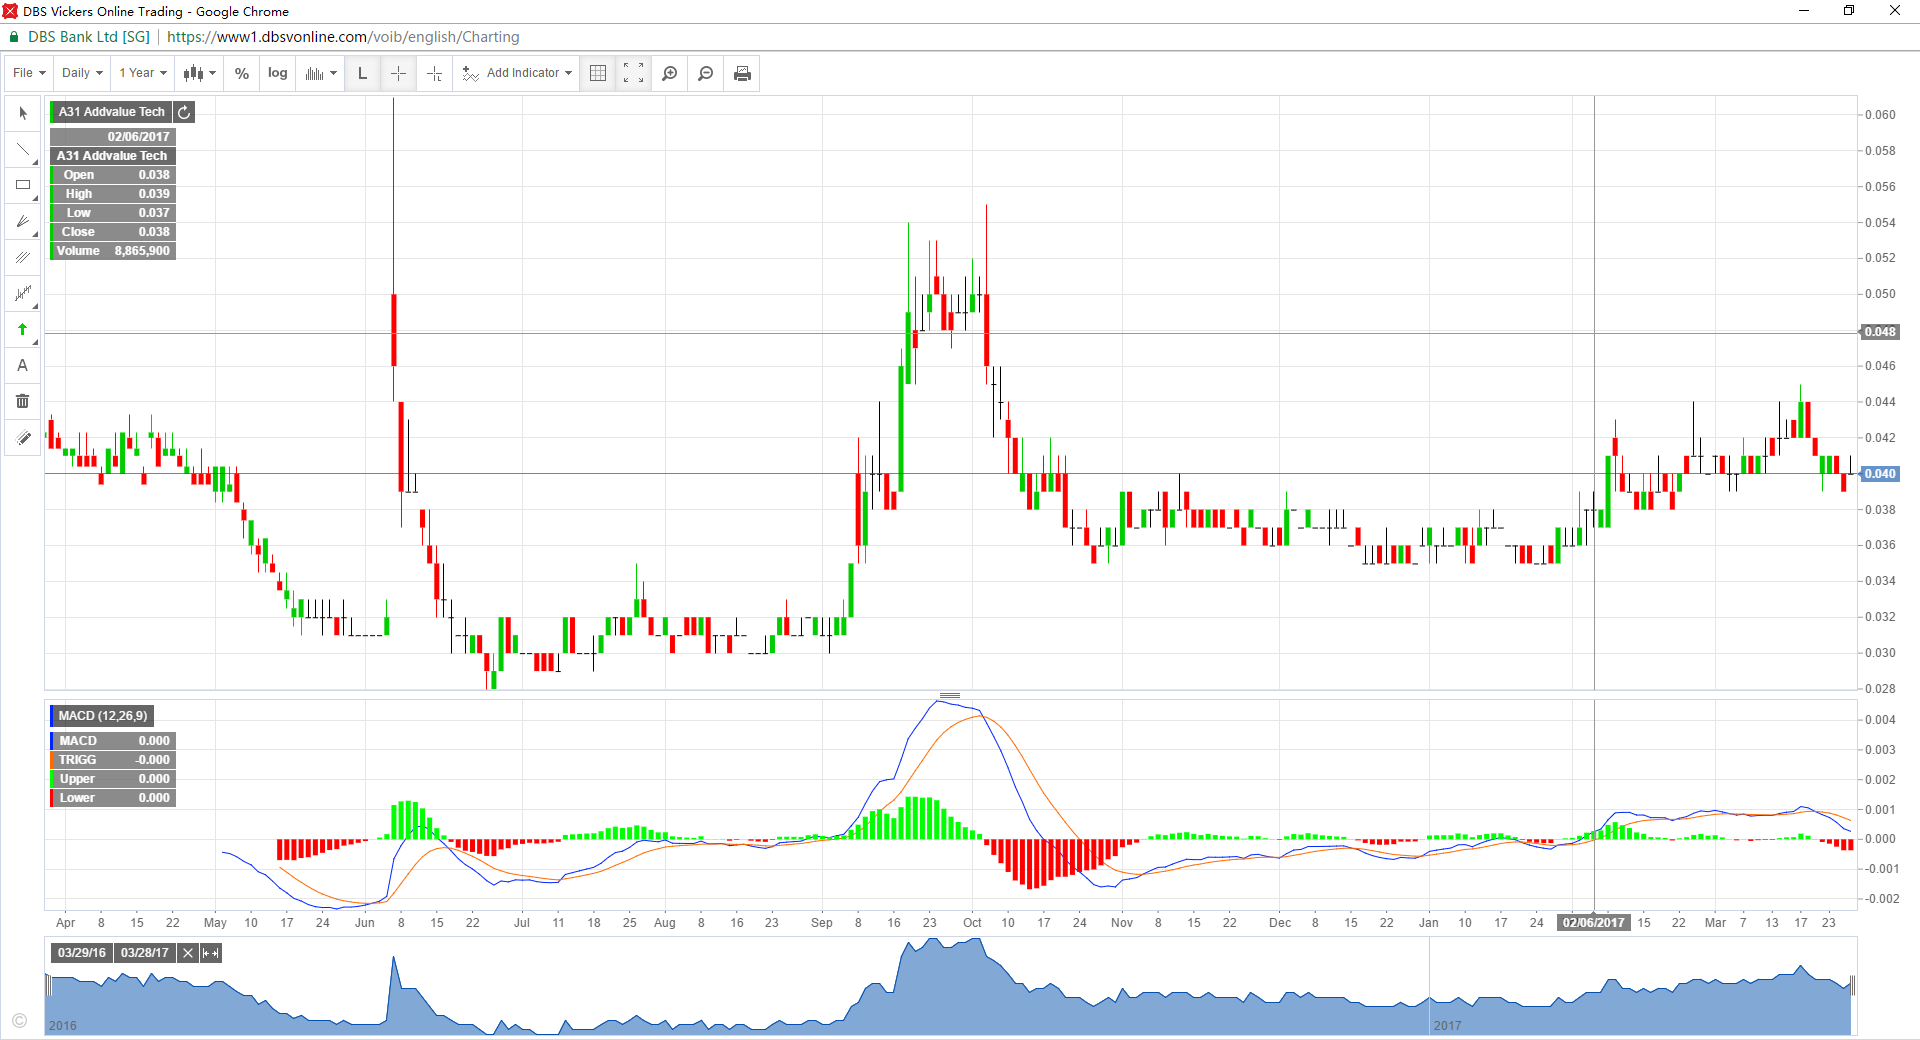 DBS Vickers Online Trading - Google Chrome
DBS Bank Ltd [SG] | https://www1.dbsvonline.com/voib/english/Charting
File Daily 1 Year % log L Add Indicator
A31 Addvalue Tech
02/06/2017
A31 Addvalue Tech
Open 0.038
High 0.039
Low 0.037
Close 0.038
Volume 8,865,900
A
0.060
0.058
0.056
0.054
0.052
0.050
0.048
0.046
0.044
0.042
0.040
0.038
0.036
0.034
0.032
0.030
0.028
MACD (12,26,9)
MACD 0.000
TRIGG -0.000
Upper 0.000
Lower 0.000
0.004
0.003
0.002
0.001
0.000
-0.001
-0.002
Apr 8 15 22 May 10 17 24 Jun 8 15 22 Jul 11 18 25 Aug 8 16 23 Sep 8 16 23 Oct 10 17 24 Nov 8 15 22 Dec 8 15 22 Jan 10 17 24 02/06/2017 15 22 Mar 7 13 17 23
03/29/16 03/28/17
2016 2017
©